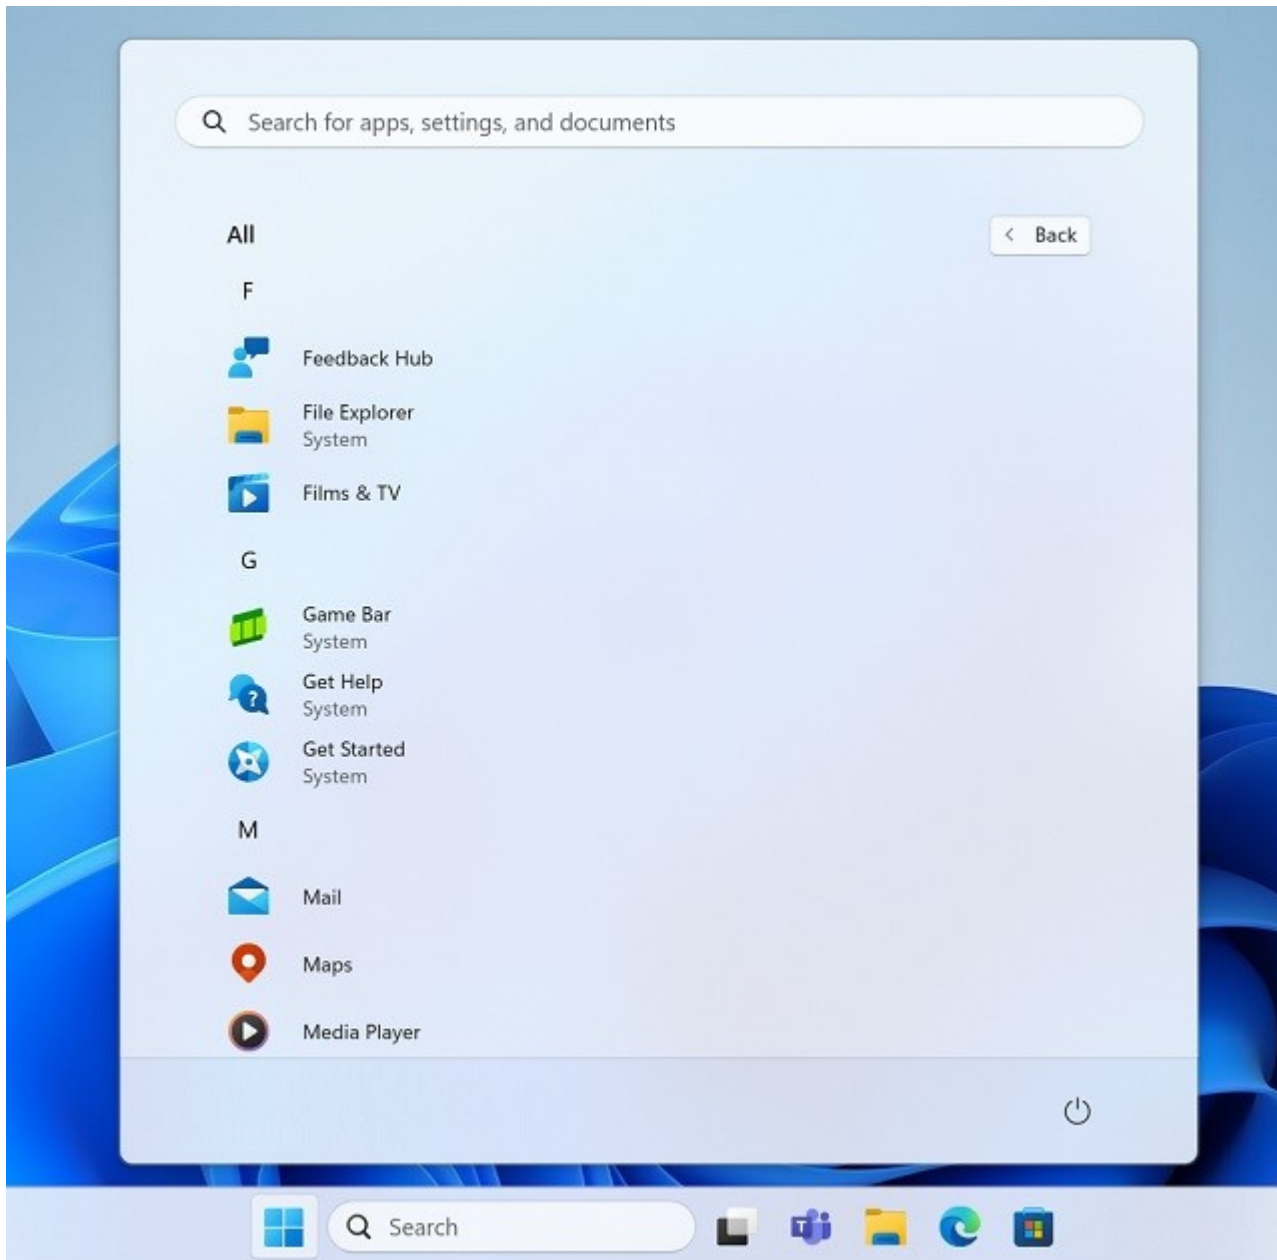 Search for apps, settings, and documents
All
Back
F
Feedback Hub
File Explorer
System
Films & TV
G
Game Bar
System
Get Help
System
Get Started
System
M
Mail
Maps
Media Player
Search